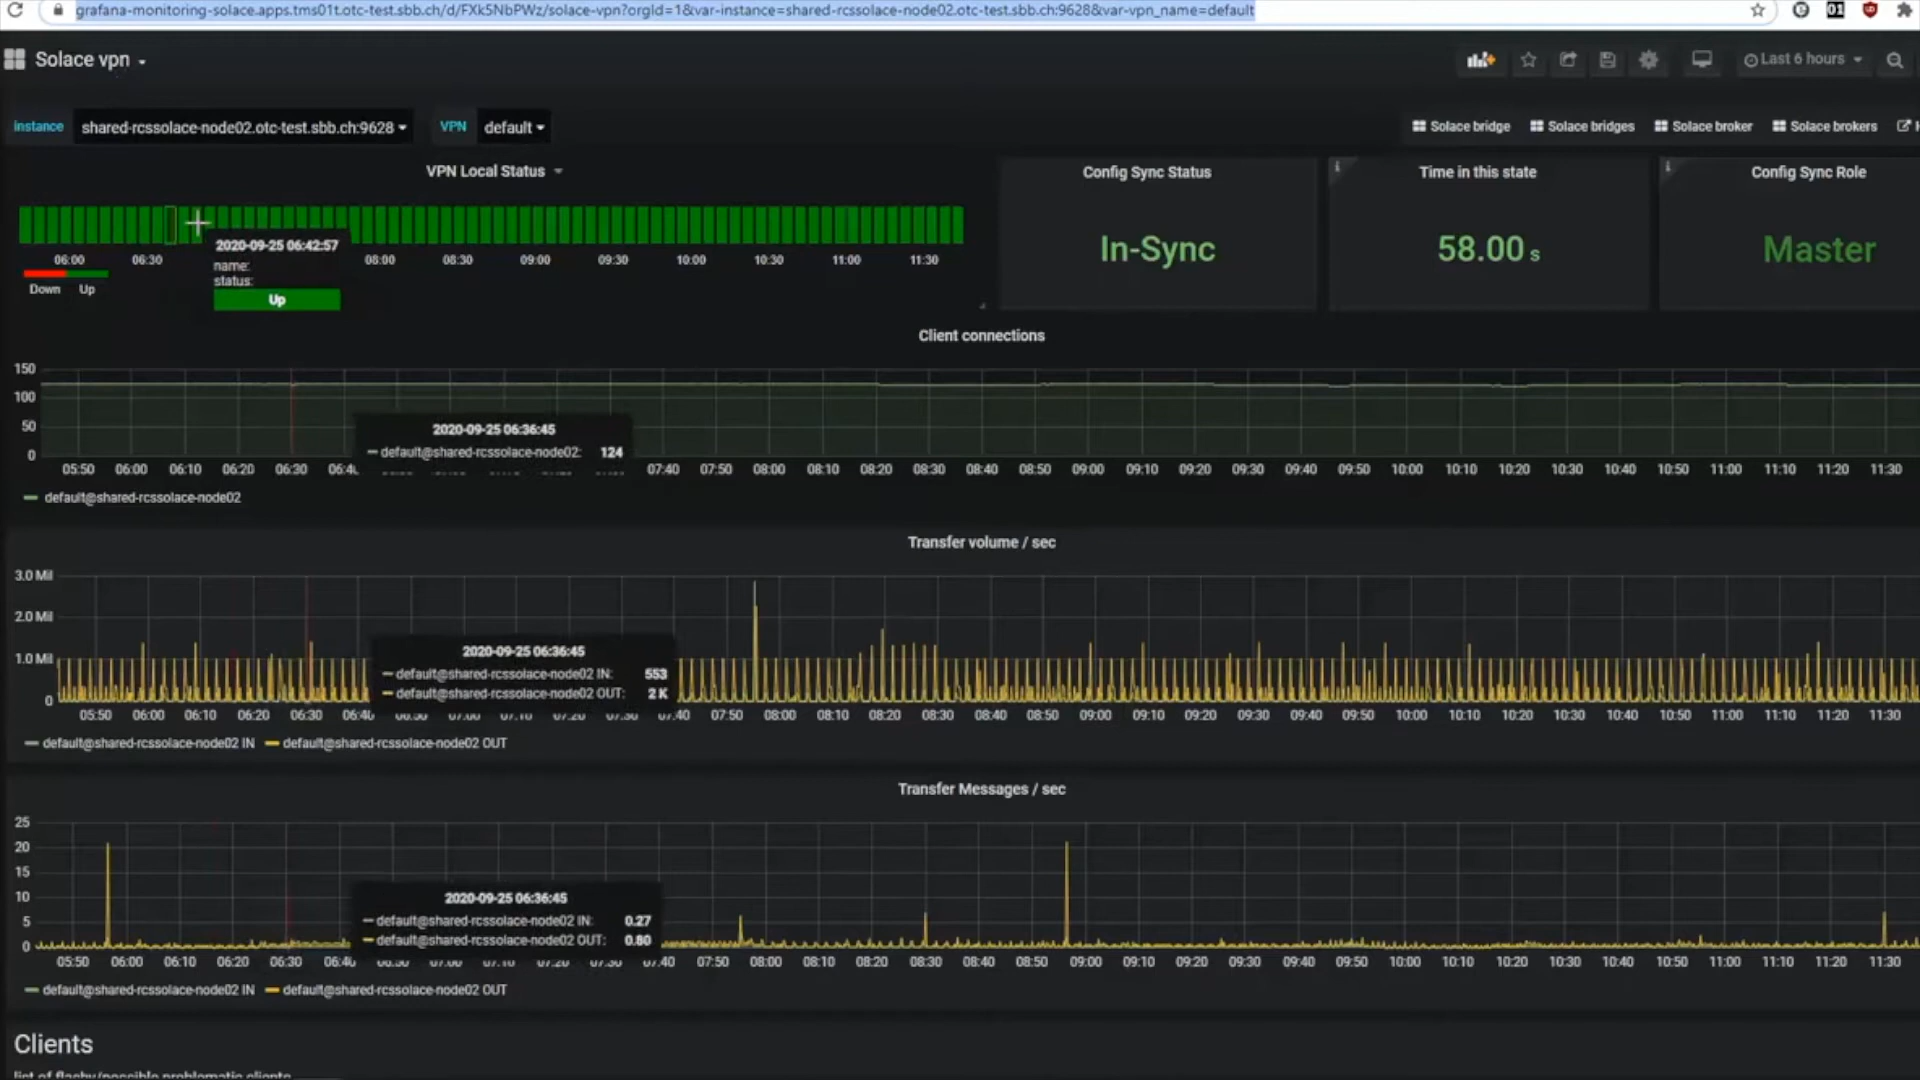 grafana-monitoring-solace.apps.tms01t.otc-test.sbb.ch/d/FXk5NbPWz/solace-vpn?orgId=1&var-instance=shared-rcssolace-node02.otc-test.sbb.ch:9628&var-vpn_name=default
Solace vpn
Last 6 hours
instance shared-rcssolace-node02.otc-test.sbb.ch:9628 VPN default
Solace bridge Solace bridges Solace broker Solace brokers
VPN Local Status
06:00 06:30 08:00 08:30 09:00 09:30 10:00 10:30 11:00 11:30
Down Up
2020-09-25 06:42:57
name:
status:
Up
Config Sync Status
In-Sync
Time in this state
58.00 s
Config Sync Role
Master
Client connections
150
100
50
0
05:50 06:00 06:10 06:20 06:30 07:40 07:50 08:00 08:10 08:20 08:30 08:40 08:50 09:00 09:10 09:20 09:30 09:40 09:50 10:00 10:10 10:20 10:30 10:40 10:50 11:00 11:10 11:20 11:30
2020-09-25 06:36:45
default@shared-rcssolace-node02: 124
default@shared-rcssolace-node02
Transfer volume / sec
3.0 Mil
2.0 Mil
1.0 Mil
0
05:50 06:00 06:10 06:20 06:30 07:40 07:50 08:00 08:10 08:20 08:30 08:40 08:50 09:00 09:10 09:20 09:30 09:40 09:50 10:00 10:10 10:20 10:30 10:40 10:50 11:00 11:10 11:20 11:30
2020-09-25 06:36:45
default@shared-rcssolace-node02 IN: 553
default@shared-rcssolace-node02 OUT: 2 K
default@shared-rcssolace-node02 IN default@shared-rcssolace-node02 OUT
Transfer Messages / sec
25
20
15
10
5
0
05:50 06:00 06:10 06:20 06:30 06:40 07:40 07:50 08:00 08:10 08:20 08:30 08:40 08:50 09:00 09:10 09:20 09:30 09:40 09:50 10:00 10:10 10:20 10:30 10:40 10:50 11:00 11:10 11:20 11:30
2020-09-25 06:36:45
default@shared-rcssolace-node02 IN: 0.27
default@shared-rcssolace-node02 OUT: 0.80
default@shared-rcssolace-node02 IN default@shared-rcssolace-node02 OUT
Clients
list of flashy/possible problematic clients